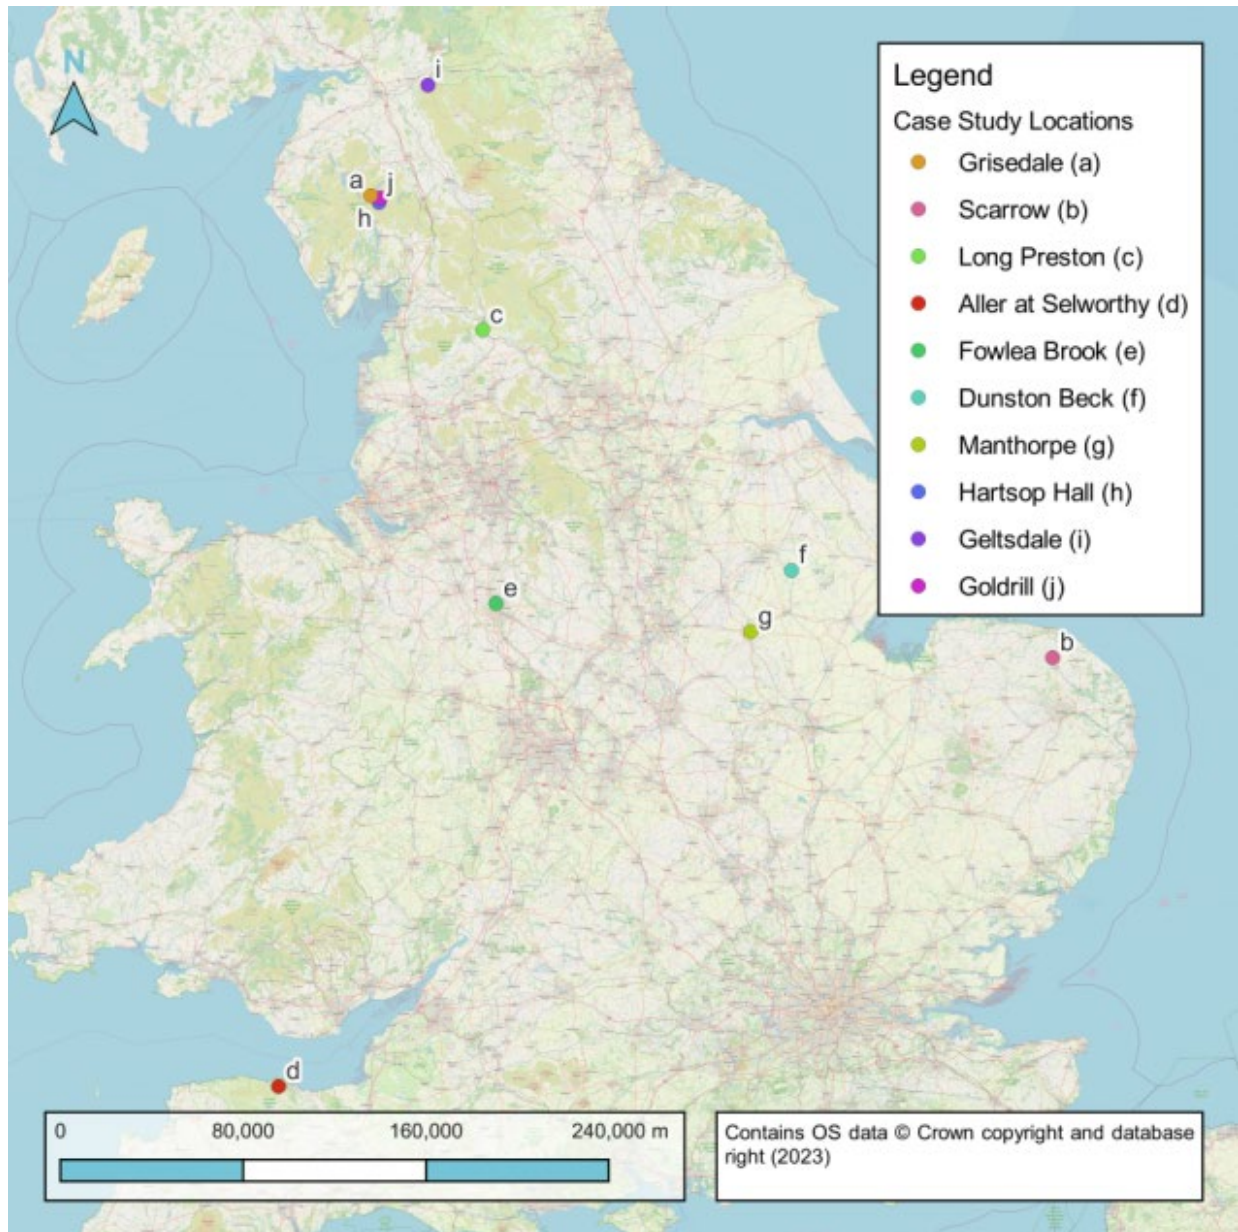 N
i
a
j
h
c
f
e
g
b
d
Legend
Case Study Locations
Grisedale (a)
Scarrow (b)
Long Preston (c)
Aller at Selworthy (d)
Fowlea Brook (e)
Dunston Beck (f)
Manthorpe (g)
Hartsop Hall (h)
Geltsdale (i)
Goldrill (j)
0 80,000 160,000 240,000 m
Contains OS data © Crown copyright and database
right (2023)